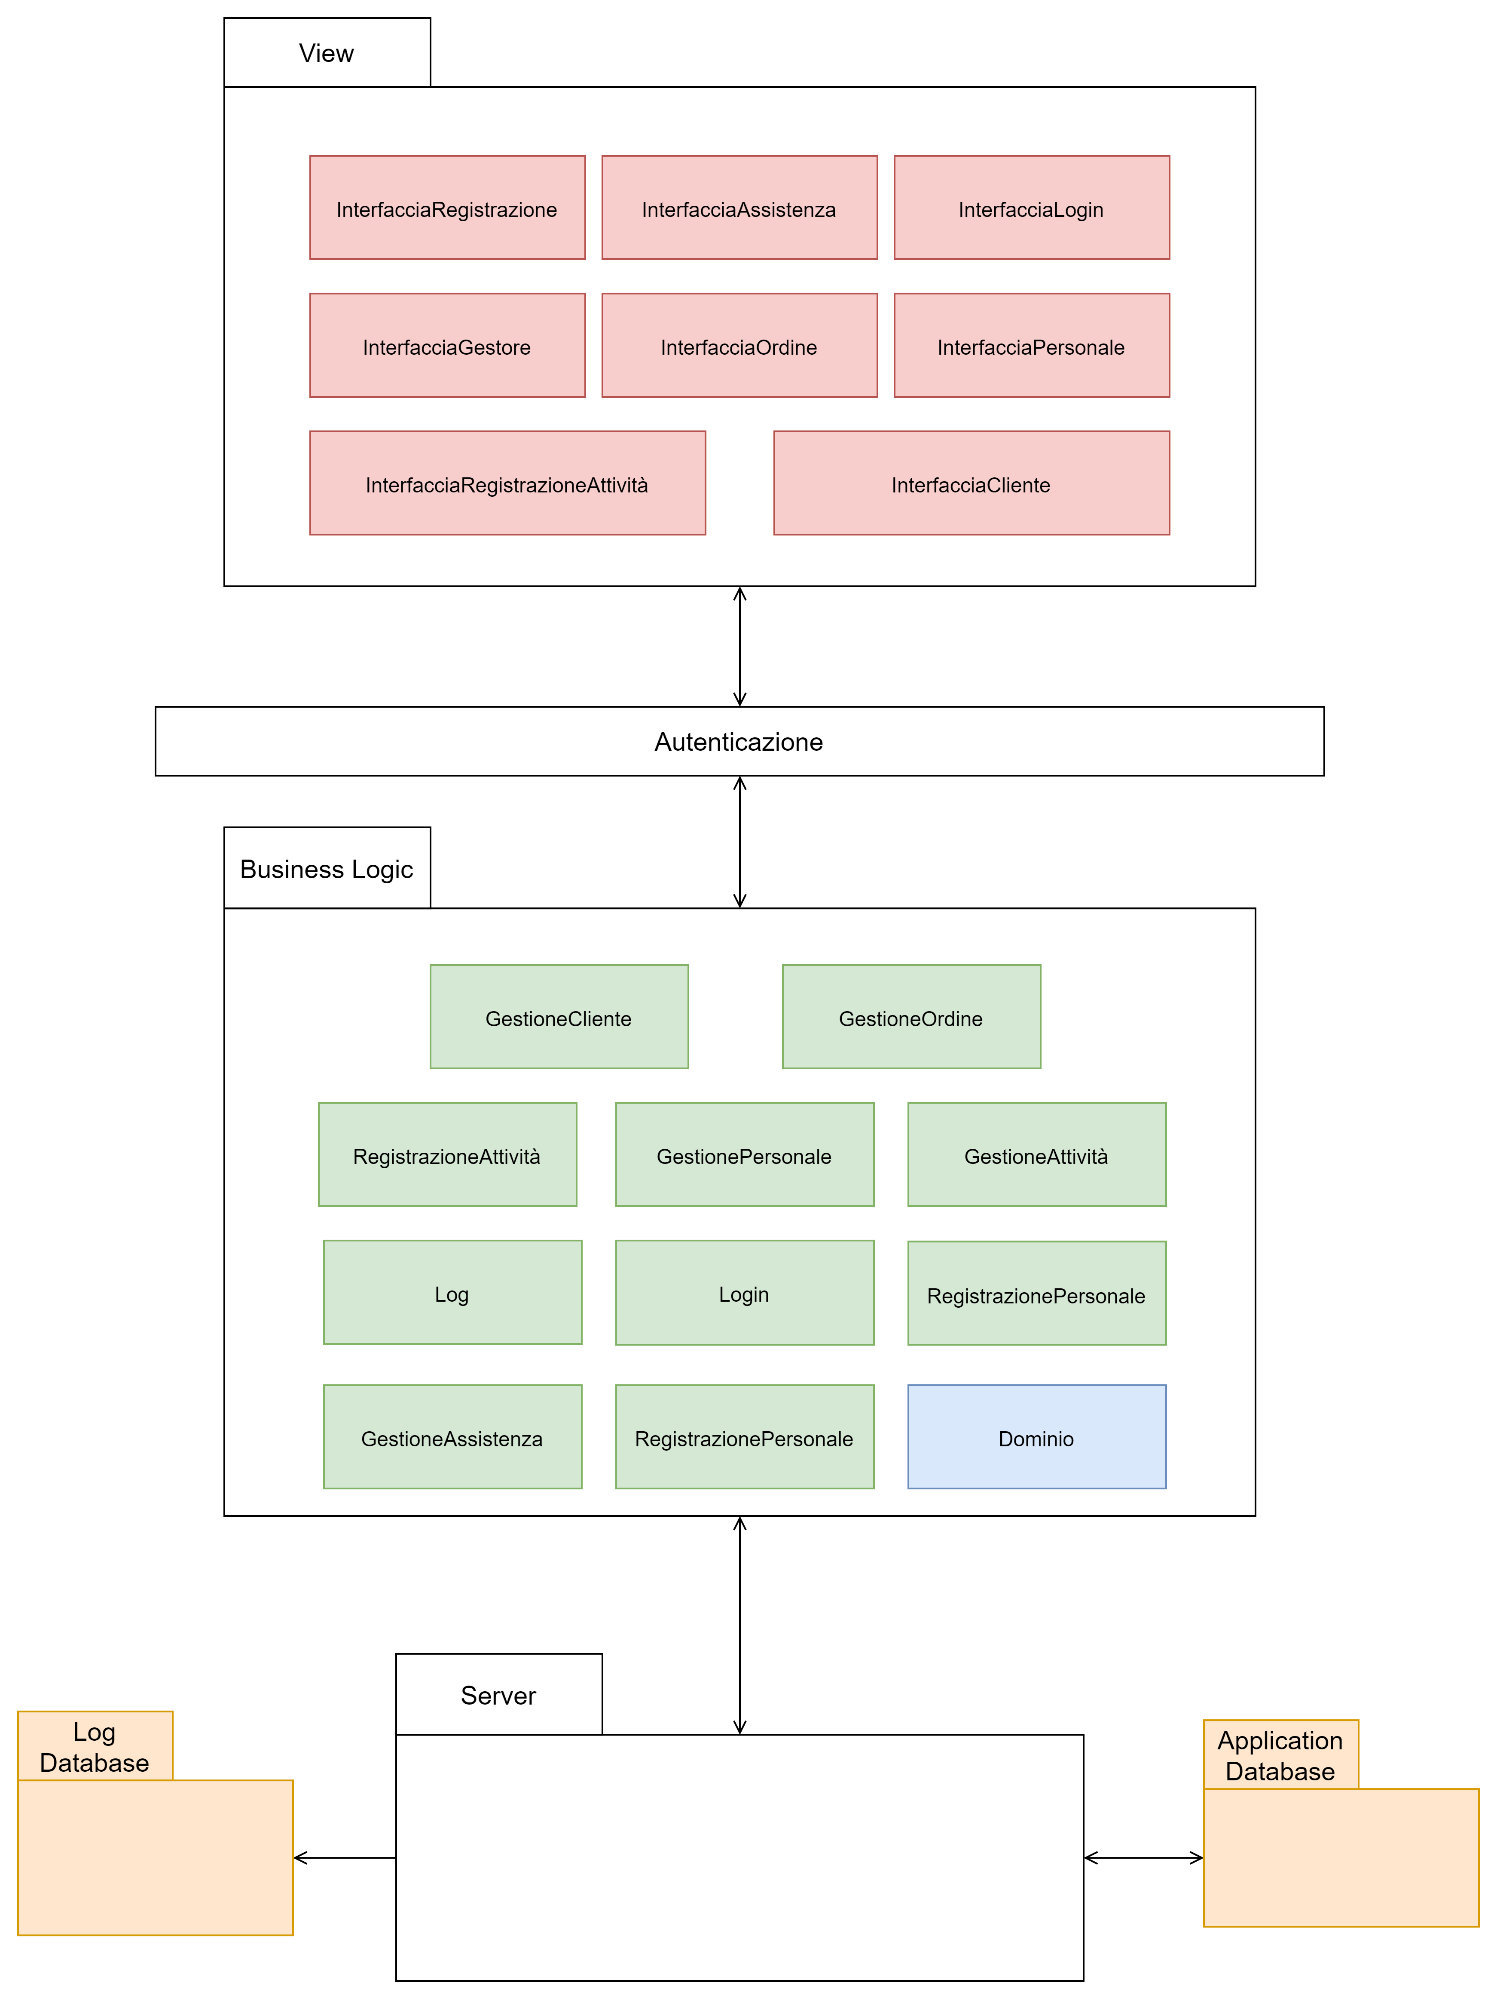 View
InterfacciaRegistrazione
InterfacciaAssistenza
InterfacciaLogin
InterfacciaGestore
InterfacciaOrdine
InterfacciaPersonale
InterfacciaRegistrazioneAttività
InterfacciaCliente
Autenticazione
Business Logic
GestioneCliente
GestioneOrdine
RegistrazioneAttività
GestionePersonale
GestioneAttività
Log
Login
RegistrazionePersonale
GestioneAssistenza
RegistrazionePersonale
Dominio
Server
Log
Database
Application
Database